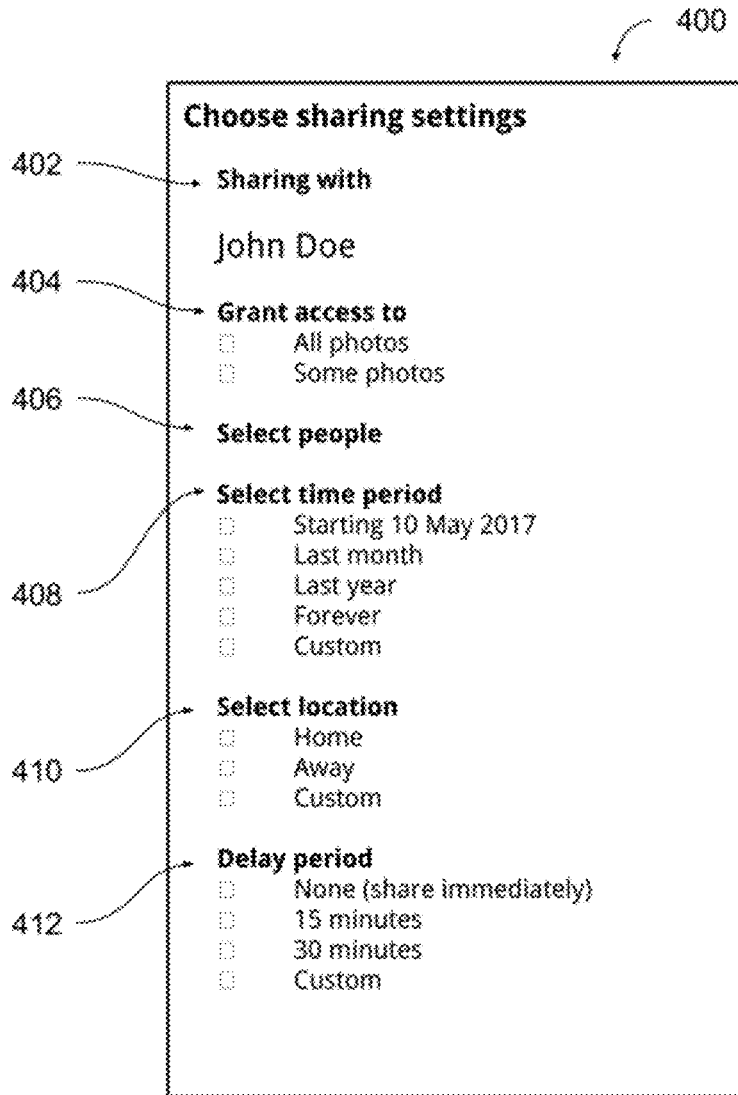 400
Choose sharing settings
402
Sharing with
John Doe
404
Grant access to
All photos
Some photos
406
Select people
Select time period
Starting 10 May 2017
Last month
Last year
408
Forever
Custom
Select location
Home
410
Away
Custom
Delay period
None (share immediately)
412
15 minutes
30 minutes
Custom